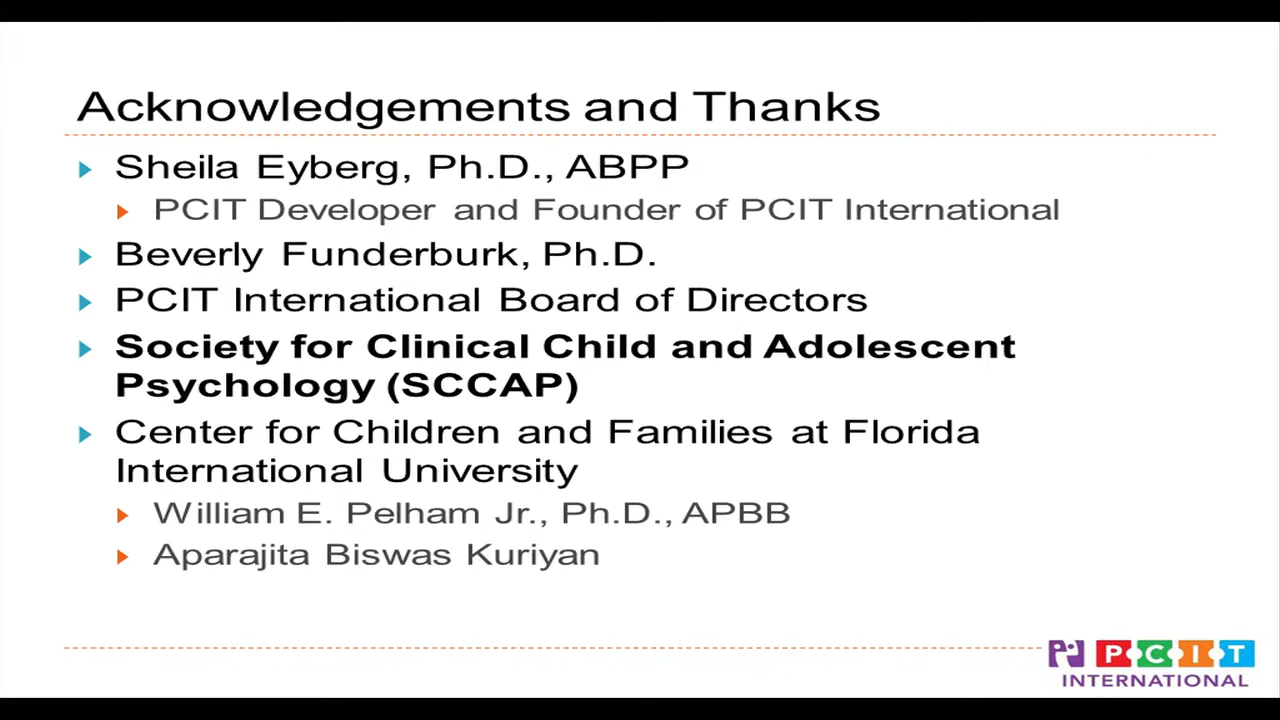 Acknowledgements and Thanks
Sheila Eyberg, Ph.D., ABPP
PCIT Developer and Founder of PCIT International
Beverly Funderburk, Ph.D.
PCIT International Board of Directors
Society for Clinical Child and Adolescent
Psychology (SCCAP)
Center for Children and Families at Florida
International University
William E. Pelham Jr., Ph.D., APBB
Aparajita Biswas Kuriyan
PCIT
INTERNATIONAL